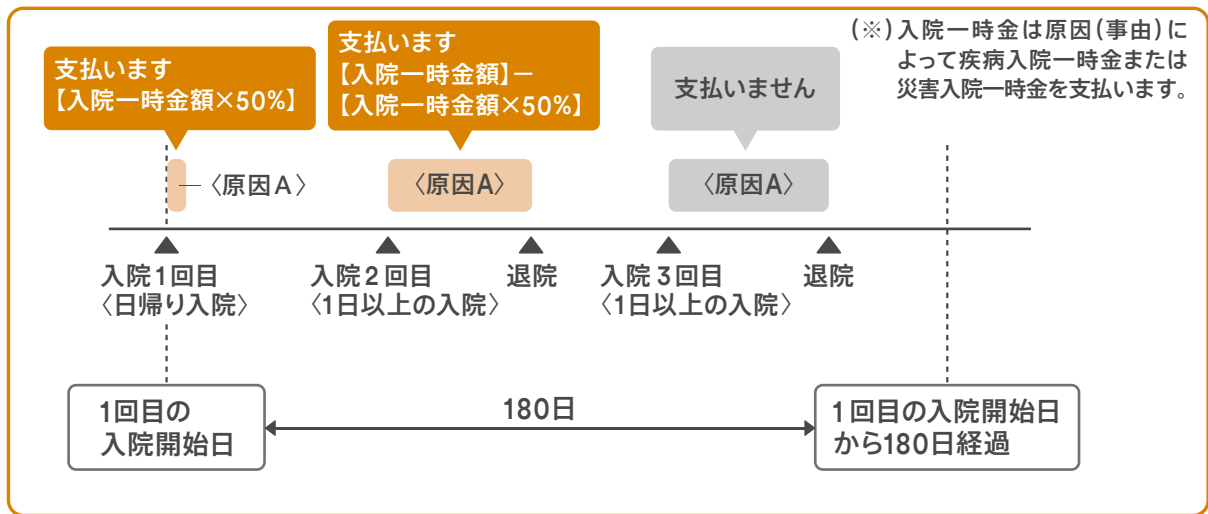 支払います
【入院一時金額×50%】
支払います
【入院一時金額】－
【入院一時金額×50%】
支払いません
(※)入院一時金は原因(事由)に
よって疾病入院一時金または
災害入院一時金を支払います。
〈原因A〉
〈原因A〉
〈原因A〉
入院1回目
〈日帰り入院〉
入院2回目
〈1日以上の入院〉
退院
入院3回目
〈1日以上の入院〉
退院
1回目の
入院開始日
180日
1回目の入院開始日
から180日経過